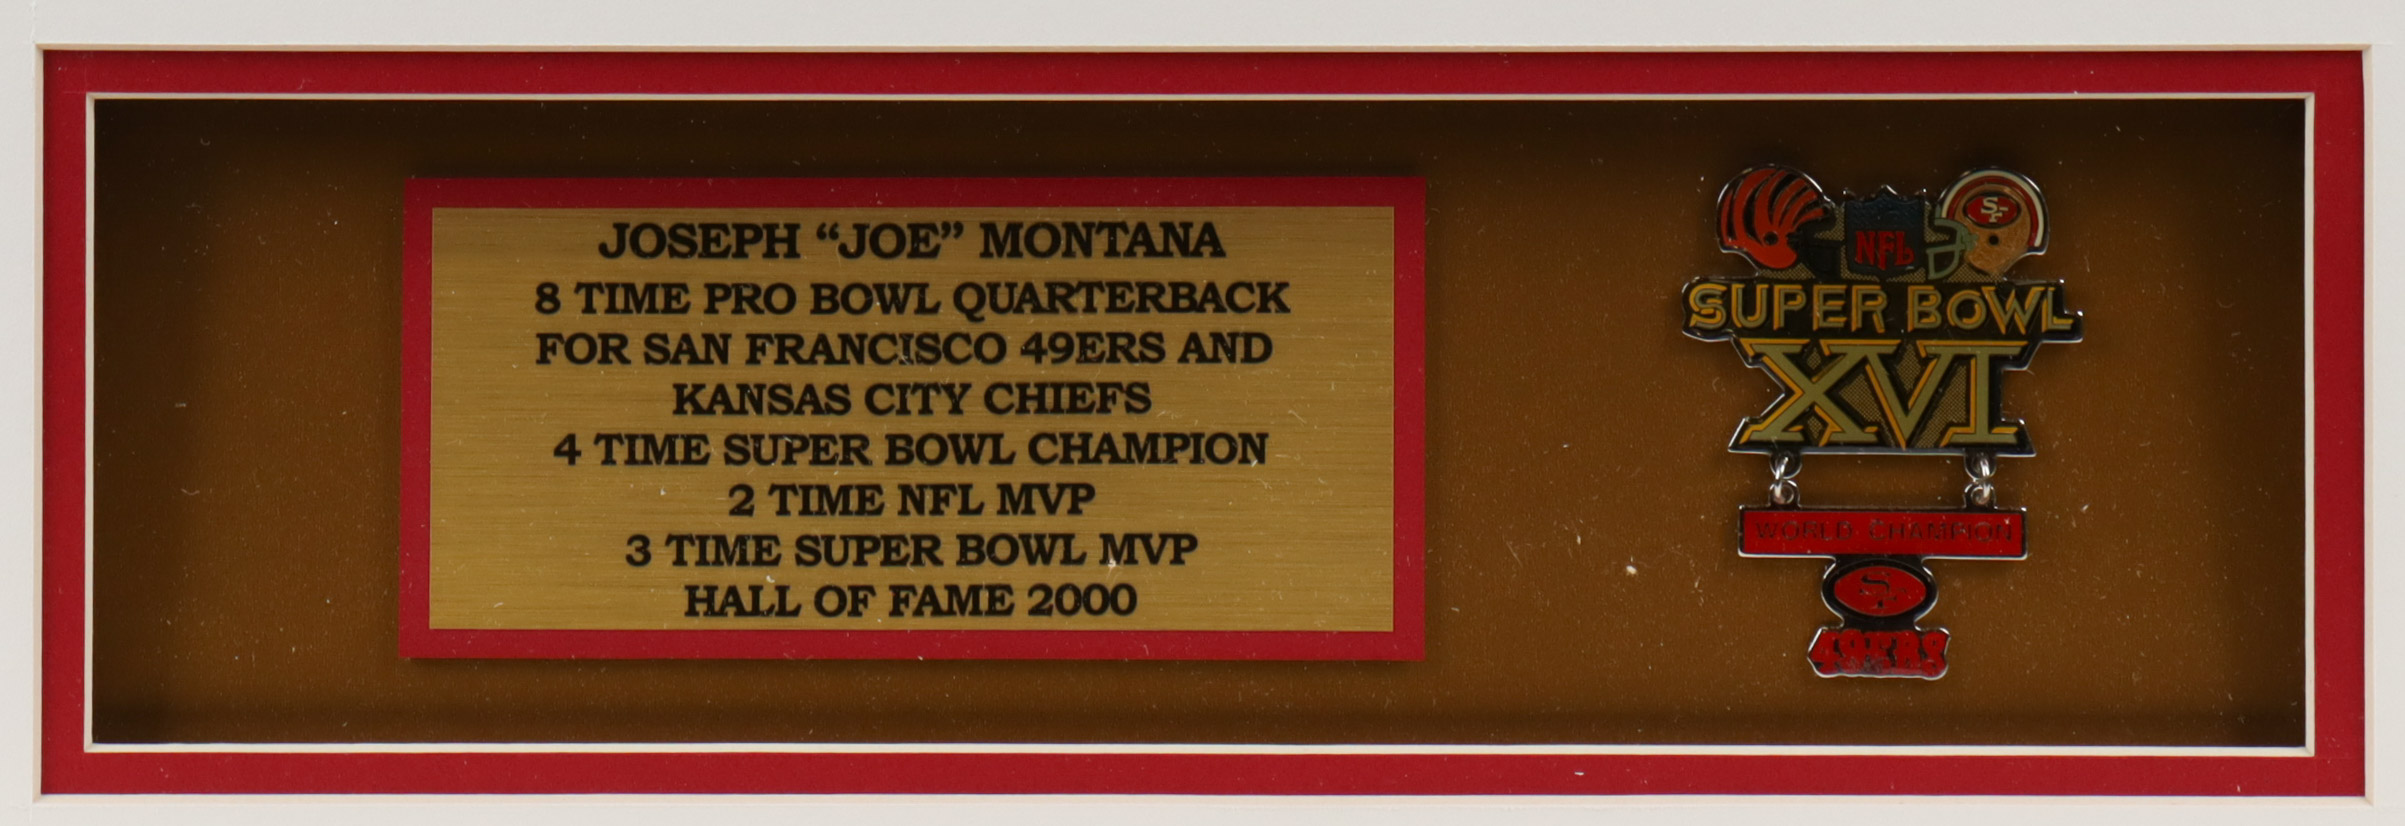 JOSEPH “JOE” MONTANA
8 TIME PRO BOWL QUARTERBACK
FOR SAN FRANCISCO 49ERS AND
KANSAS CITY CHIEFS
4 TIME SUPER BOWL CHAMPION
2 TIME NFL MVP
3 TIME SUPER BOWL MVP
HALL OF FAME 2000
NFL
SF
SUPER BOWL
XVI
WORLD CHAMPION
SF
49ERS